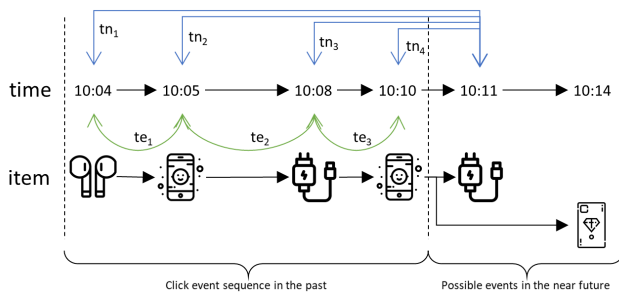 tn1
tn2
tn3
tn4
time 10:04 10:05 10:08 10:10 10:11 10:14
te1 te2 te3
item
Click event sequence in the past
Possible events in the near future